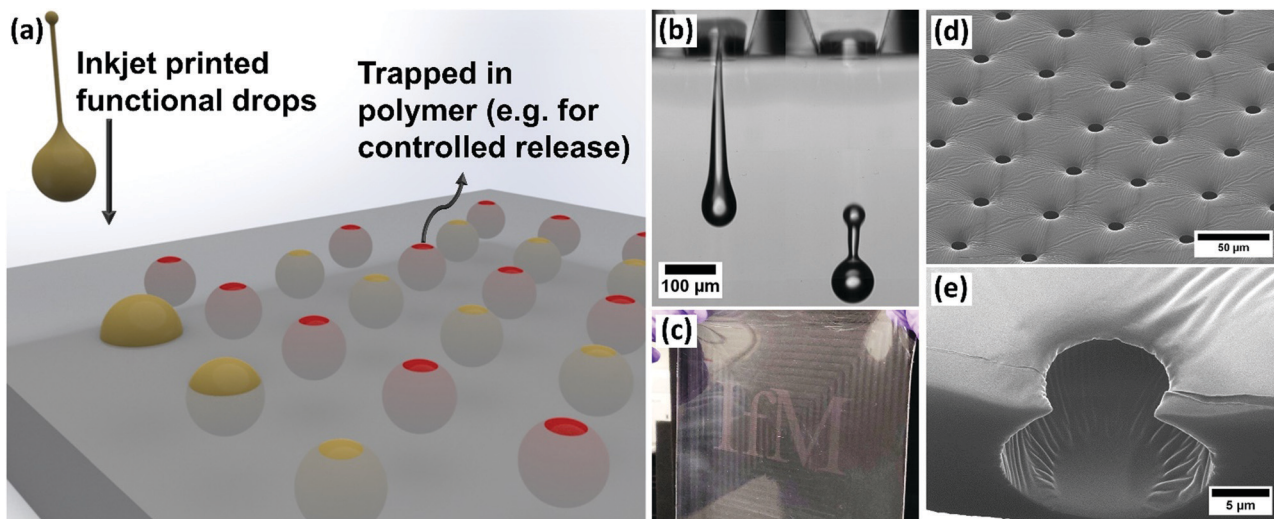 (a)
Inkjet printed
functional drops
Trapped in
polymer (e.g. for
controlled release)
(b)
100 µm
(c)
IfM
(d)
50 µm
(e)
5 µm